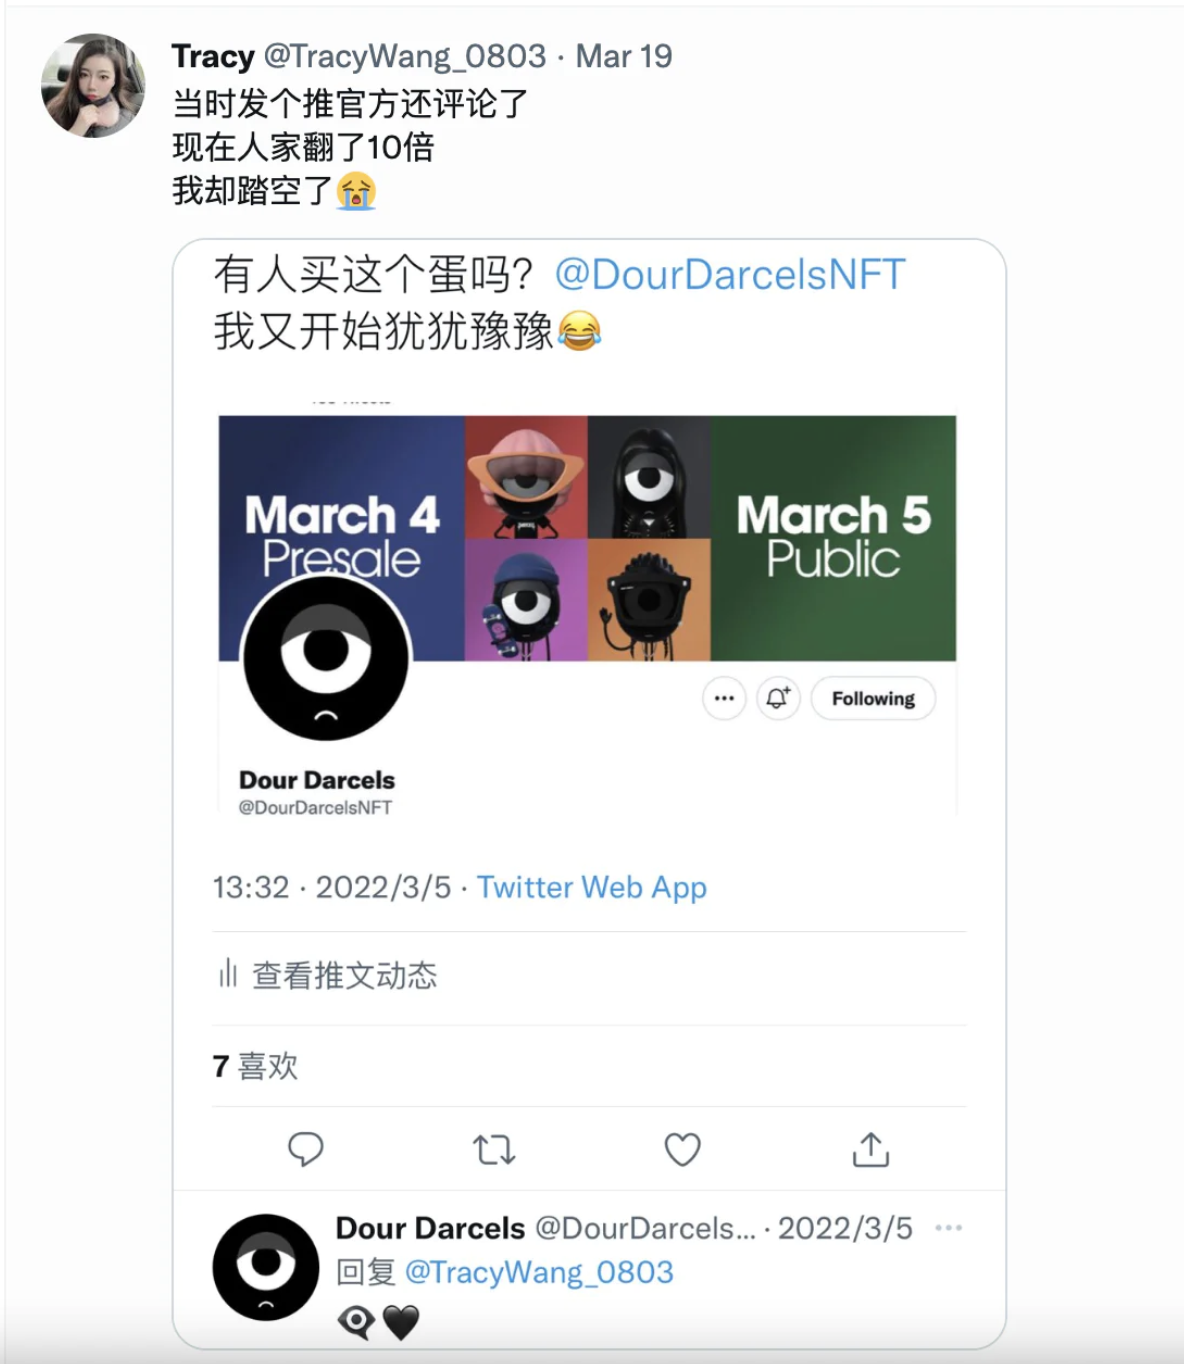 Tracy @TracyWang_0803 · Mar 19
当时发个推官方还评论了
现在人家翻了10倍
我却踏空了😭
有人买这个蛋吗？@DourDarcelsNFT
我又开始犹犹豫豫😂
March 4
Presale
March 5
Public
Following
Dour Darcels
@DourDarcelsNFT
13:32 · 2022/3/5 · Twitter Web App
查看推文动态
7 喜欢
Dour Darcels @DourDarcels... · 2022/3/5
回复 @TracyWang_0803
👁️‍🗨️🖤